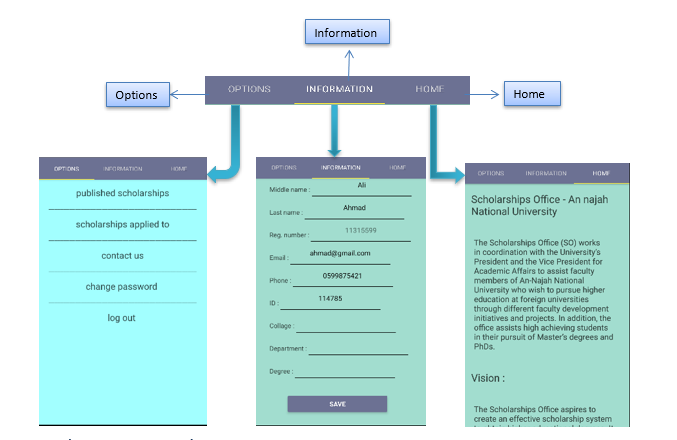 Information
Options
OPTIONS INFORMATION HOME
Home
OPTIONS INFORMATION HOME
published scholarships
scholarships applied to
contact us
change password
log out
OPTIONS INFORMATION HOME
Middle name : Ali
Last name : Ahmad
Reg. number : 11315599
Email : ahmad@gmail.com
Phone : 0599875421
ID : 114785
Collage :
Department :
Degree :
SAVE
OPTIONS INFORMATION HOME
Scholarships Office - An najah
National University
The Scholarships Office (SO) works
in coordination with the University's
President and the Vice President for
Academic Affairs to assist faculty
members of An-Najah National
University who wish to pursue higher
education at foreign universities
through different faculty development
initiatives and projects. In addition, the
office assists high achieving students
in their pursuit of Master's degrees and
PhDs.
Vision :
The Scholarships Office aspires to
create an effective scholarship system